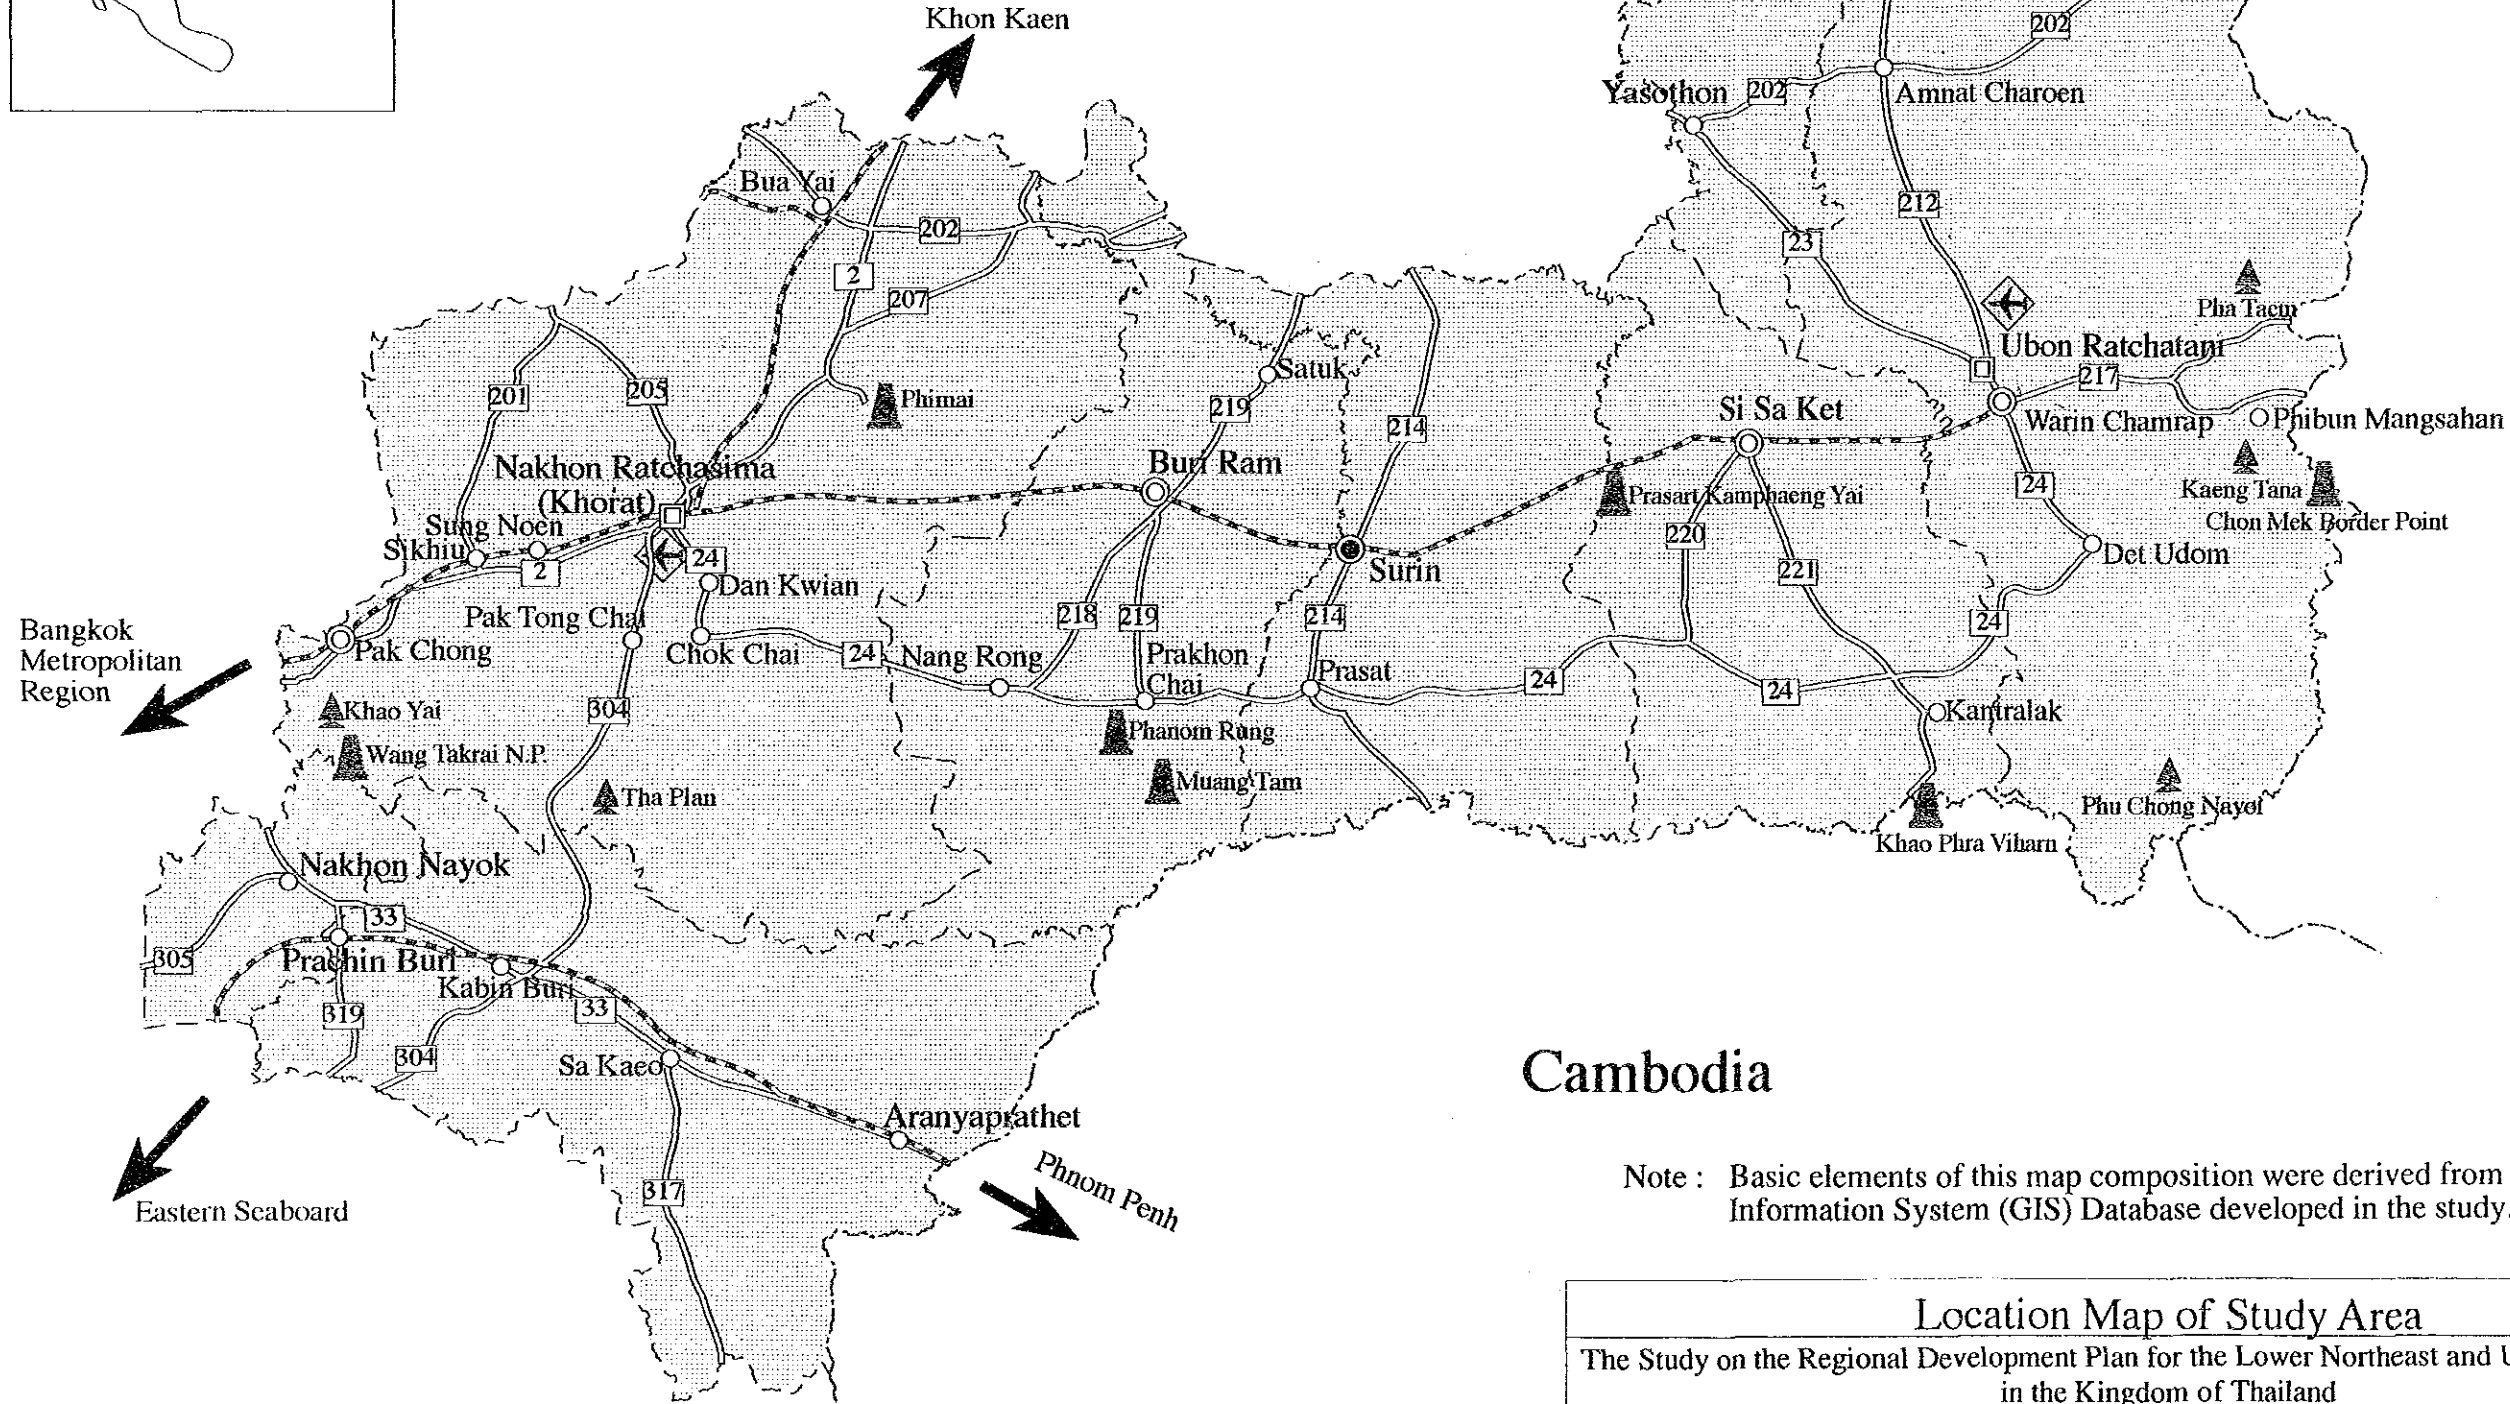 Khon Kaen
202
Yasothon
202
Amnat Charoen
Bua Yai
202
212
23
2
207
Pha Taem
Ubon Ratchatani
217
201
205
Phimai
Satuk
219
214
Si Sa Ket
Warin Chamrap
Phibun Mangsahan
Nakhon Ratchasima
(Khorat)
Buri Ram
24
Prasart Kamphaeng Yai
Kaeng Tana
Chon Mek Border Point
Sung Noen
Sikhiu
2
24
220
Det Udom
Surin
221
Dan Kwian
Pak Tong Chai
218
219
214
24
Bangkok
Metropolitan
Region
Pak Chong
Chok Chai
24
Nang Rong
Prakhon
Chai
Prasat
24
24
Khao Yai
304
Kantralak
Phanom Rung
Wang Takrai N.P.
Muang Tam
Tha Plan
Phu Chong Nayoi
Khao Phra Viharn
Nakhon Nayok
33
305
Prachin Buri
Kabin Buri
33
319
304
Sa Kaeo
Cambodia
Aranyaprathet
Phnom Penh
317
Eastern Seaboard
Note : Basic elements of this map composition were derived from
Information System (GIS) Database developed in the study.
Location Map of Study Area
The Study on the Regional Development Plan for the Lower Northeast and U
in the Kingdom of Thailand